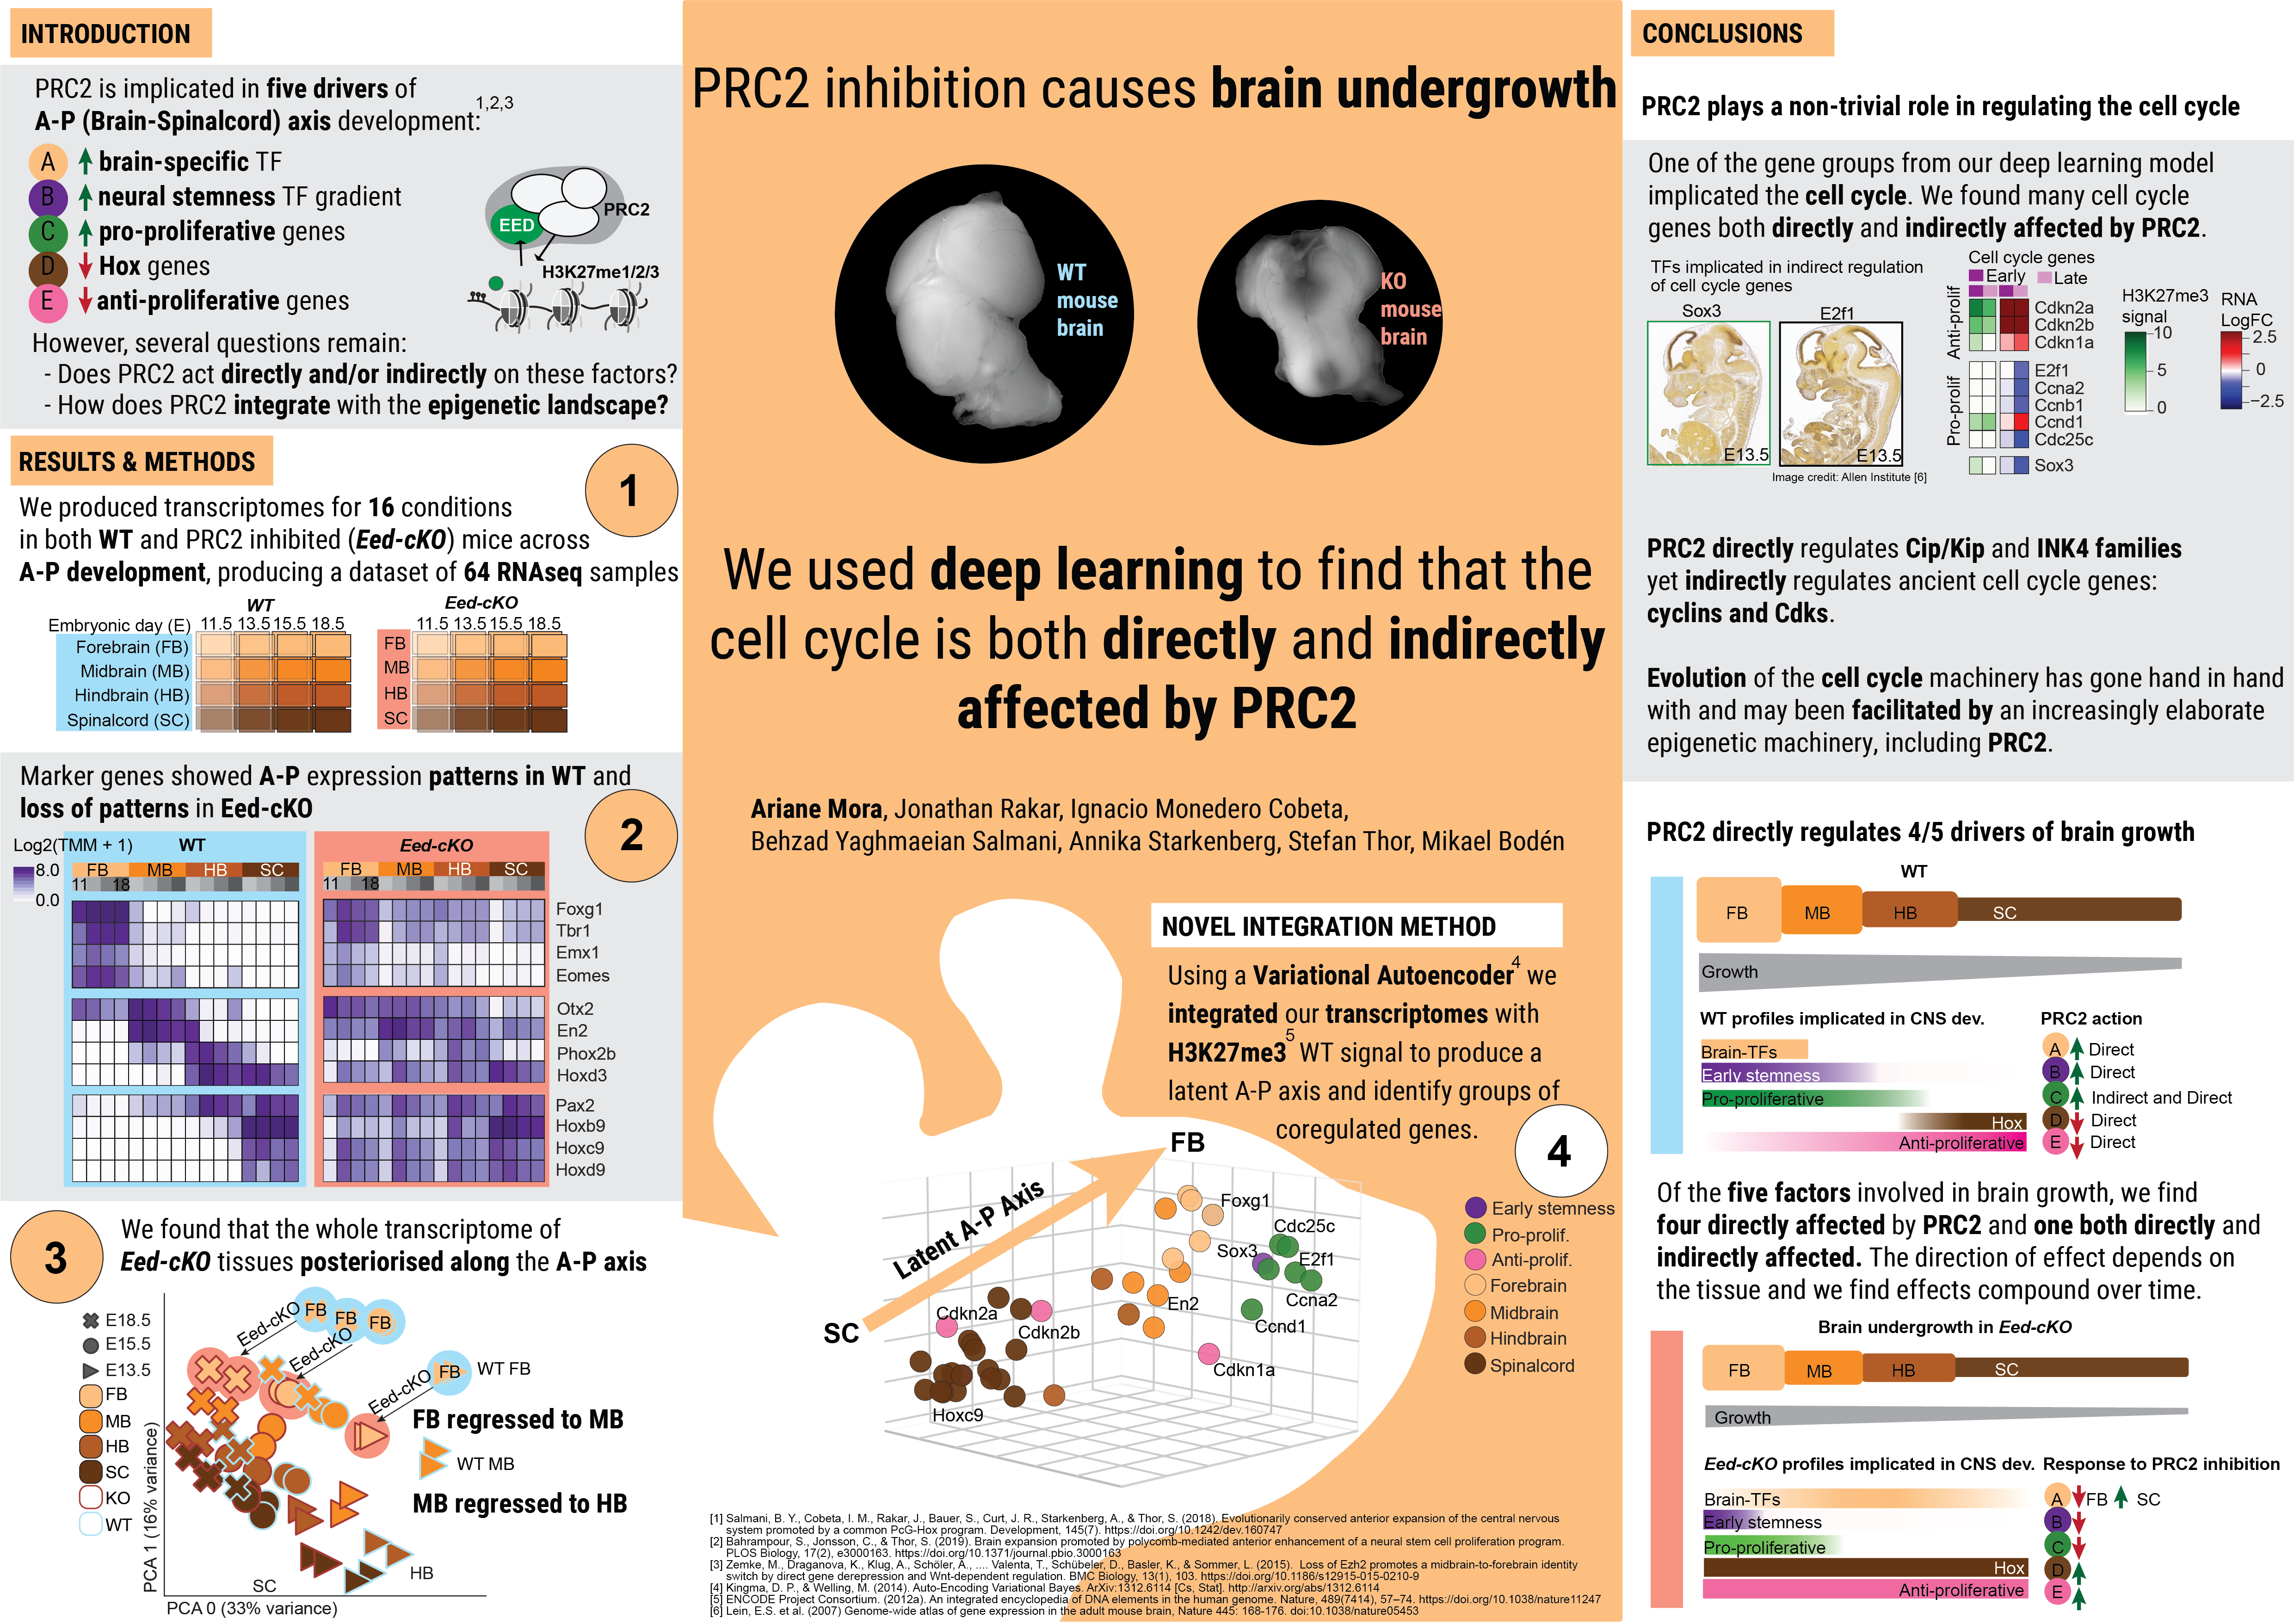 INTRODUCTION
PRC2 is implicated in five drivers of
A-P (Brain-Spinalcord) axis development: 1,2,3
A brain-specific TF
B neural stemness TF gradient
C pro-proliferative genes
D Hox genes
E anti-proliferative genes
PRC2
EED
H3K27me1/2/3
However, several questions remain:
- Does PRC2 act directly and/or indirectly on these factors?
- How does PRC2 integrate with the epigenetic landscape?
RESULTS & METHODS
1
We produced transcriptomes for 16 conditions
in both WT and PRC2 inhibited (Eed-cKO) mice across
A-P development, producing a dataset of 64 RNAseq samples
WT
Eed-cKO
Embryonic day (E) 11.5 13.5 15.5 18.5
11.5 13.5 15.5 18.5
Forebrain (FB)
Midbrain (MB)
Hindbrain (HB)
Spinalcord (SC)
FB
MB
HB
SC
Marker genes showed A-P expression patterns in WT and
loss of patterns in Eed-cKO
2
Log2(TMM + 1)
8.0
0.0
WT
FB MB HB SC
11 18
Eed-cKO
FB MB HB SC
11 18
Foxg1
Tbr1
Emx1
Eomes
Otx2
En2
Phox2b
Hoxd3
Pax2
Hoxb9
Hoxc9
Hoxd9
3
We found that the whole transcriptome of
Eed-cKO tissues posteriorised along the A-P axis
E18.5
E15.5
E13.5
FB
MB
HB
SC
KO
WT
PCA 1 (16% variance)
PCA 0 (33% variance)
Eed-cKO
FB
FB
FB
Eed-cKO
Eed-cKO
FB
WT FB
FB regressed to MB
WT MB
MB regressed to HB
HB
SC
PRC2 inhibition causes brain undergrowth
WT
mouse
brain
KO
mouse
brain
We used deep learning to find that the
cell cycle is both directly and indirectly
affected by PRC2
Ariane Mora, Jonathan Rakar, Ignacio Monedero Cobeta,
Behzad Yaghmaeian Salmani, Annika Starkenberg, Stefan Thor, Mikael Bodén
NOVEL INTEGRATION METHOD
Using a Variational Autoencoder4 we
integrated our transcriptomes with
H3K27me35 WT signal to produce a
latent A-P axis and identify groups of
coregulated genes.
4
FB
Latent A-P Axis
SC
Foxg1
Cdc25c
Sox3
E2f1
Ccna2
En2
Ccnd1
Cdkn2a
Cdkn2b
Cdkn1a
Hoxc9
Early stemness
Pro-prolif.
Anti-prolif.
Forebrain
Midbrain
Hindbrain
Spinalcord
[1] Salmani, B. Y., Cobeta, I. M., Rakar, J., Bauer, S., Curt, J. R., Starkenberg, A., & Thor, S. (2018). Evolutionarily conserved anterior expansion of the central nervous
system promoted by a common PcG-Hox program. Development, 145(7). https://doi.org/10.1242/dev.160747
[2] Bahrampour, S., Jonsson, C., & Thor, S. (2019). Brain expansion promoted by polycomb-mediated anterior enhancement of a neural stem cell proliferation program.
PLOS Biology, 17(2), e3000163. https://doi.org/10.1371/journal.pbio.3000163
[3] Zemke, M., Draganova, K., Klug, A., Schöler, A., .... Valenta, T., Schübeler, D., Basler, K., & Sommer, L. (2015). Loss of Ezh2 promotes a midbrain-to-forebrain identity
switch by direct gene derepression and Wnt-dependent regulation. BMC Biology, 13(1), 103. https://doi.org/10.1186/s12915-015-0210-9
[4] Kingma, D. P., & Welling, M. (2014). Auto-Encoding Variational Bayes. ArXiv:1312.6114 [Cs, Stat]. http://arxiv.org/abs/1312.6114
[5] ENCODE Project Consortium. (2012a). An integrated encyclopedia of DNA elements in the human genome. Nature, 489(7414), 57–74. https://doi.org/10.1038/nature11247
[6] Lein, E.S. et al. (2007) Genome-wide atlas of gene expression in the adult mouse brain, Nature 445: 168-176. doi:10.1038/nature05453
CONCLUSIONS
PRC2 plays a non-trivial role in regulating the cell cycle
One of the gene groups from our deep learning model
implicated the cell cycle. We found many cell cycle
genes both directly and indirectly affected by PRC2.
TFs implicated in indirect regulation
of cell cycle genes
Sox3
E2f1
E13.5
E13.5
Image credit: Allen Institute [6]
Cell cycle genes
Early Late
Anti-prolif
Pro-prolif
Cdkn2a
Cdkn2b
Cdkn1a
E2f1
Ccna2
Ccnb1
Ccnd1
Cdc25c
Sox3
H3K27me3
signal
10
5
0
RNA
LogFC
2.5
0
−2.5
PRC2 directly regulates Cip/Kip and INK4 families
yet indirectly regulates ancient cell cycle genes:
cyclins and Cdks.
Evolution of the cell cycle machinery has gone hand in hand
with and may been facilitated by an increasingly elaborate
epigenetic machinery, including PRC2.
PRC2 directly regulates 4/5 drivers of brain growth
WT
FB MB HB SC
Growth
WT profiles implicated in CNS dev.
PRC2 action
Brain-TFs
A Direct
Early stemness
B Direct
Pro-proliferative
C Indirect and Direct
Hox
D Direct
Anti-proliferative
E Direct
Of the five factors involved in brain growth, we find
four directly affected by PRC2 and one both directly and
indirectly affected. The direction of effect depends on
the tissue and we find effects compound over time.
Brain undergrowth in Eed-cKO
FB MB HB SC
Growth
Eed-cKO profiles implicated in CNS dev. Response to PRC2 inhibition
Brain-TFs
A FB SC
Early stemness
B
Pro-proliferative
C
Hox
D
Anti-proliferative
E